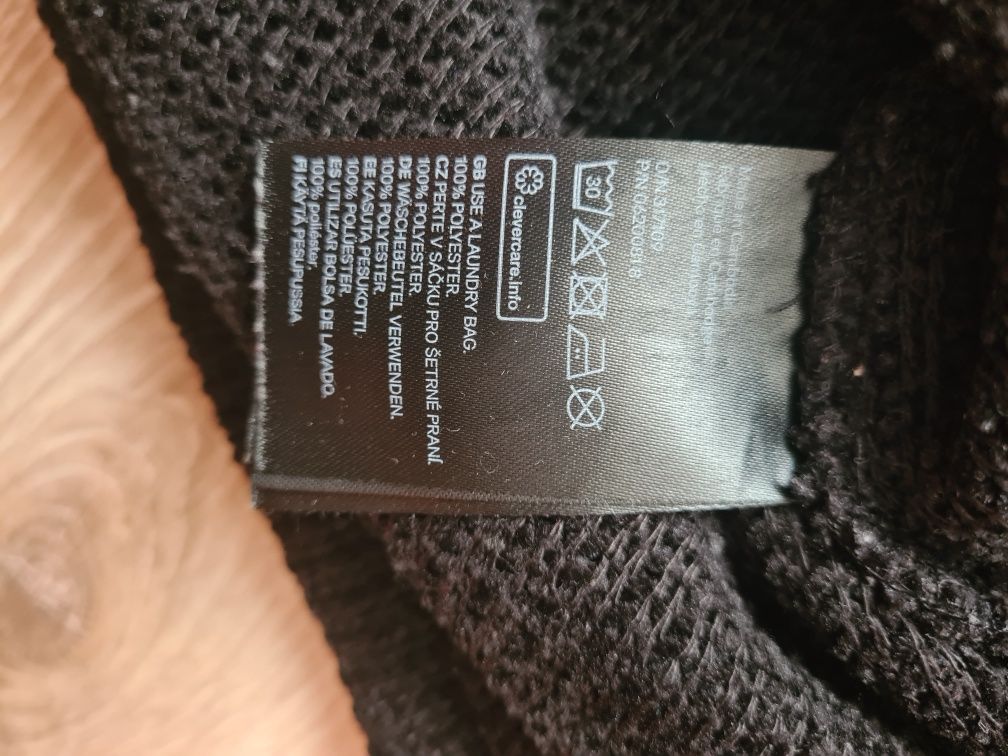 30
clevercare.info
GB USE A LAUNDRY BAG.
100% POLYESTER.
CZ PERTE V SÁČKU PRO ŠETRNÉ PRANÍ.
100% POLYESTER.
DE WÄSCHEBEUTEL VERWENDEN.
100% POLYESTER.
EE KASUTA PESUKOTTI.
100% POLÜESTER.
ES UTILIZAR BOLSA DE LAVADO.
100% poliéster.
FI KÄYTÄ PESUPUSSIA.